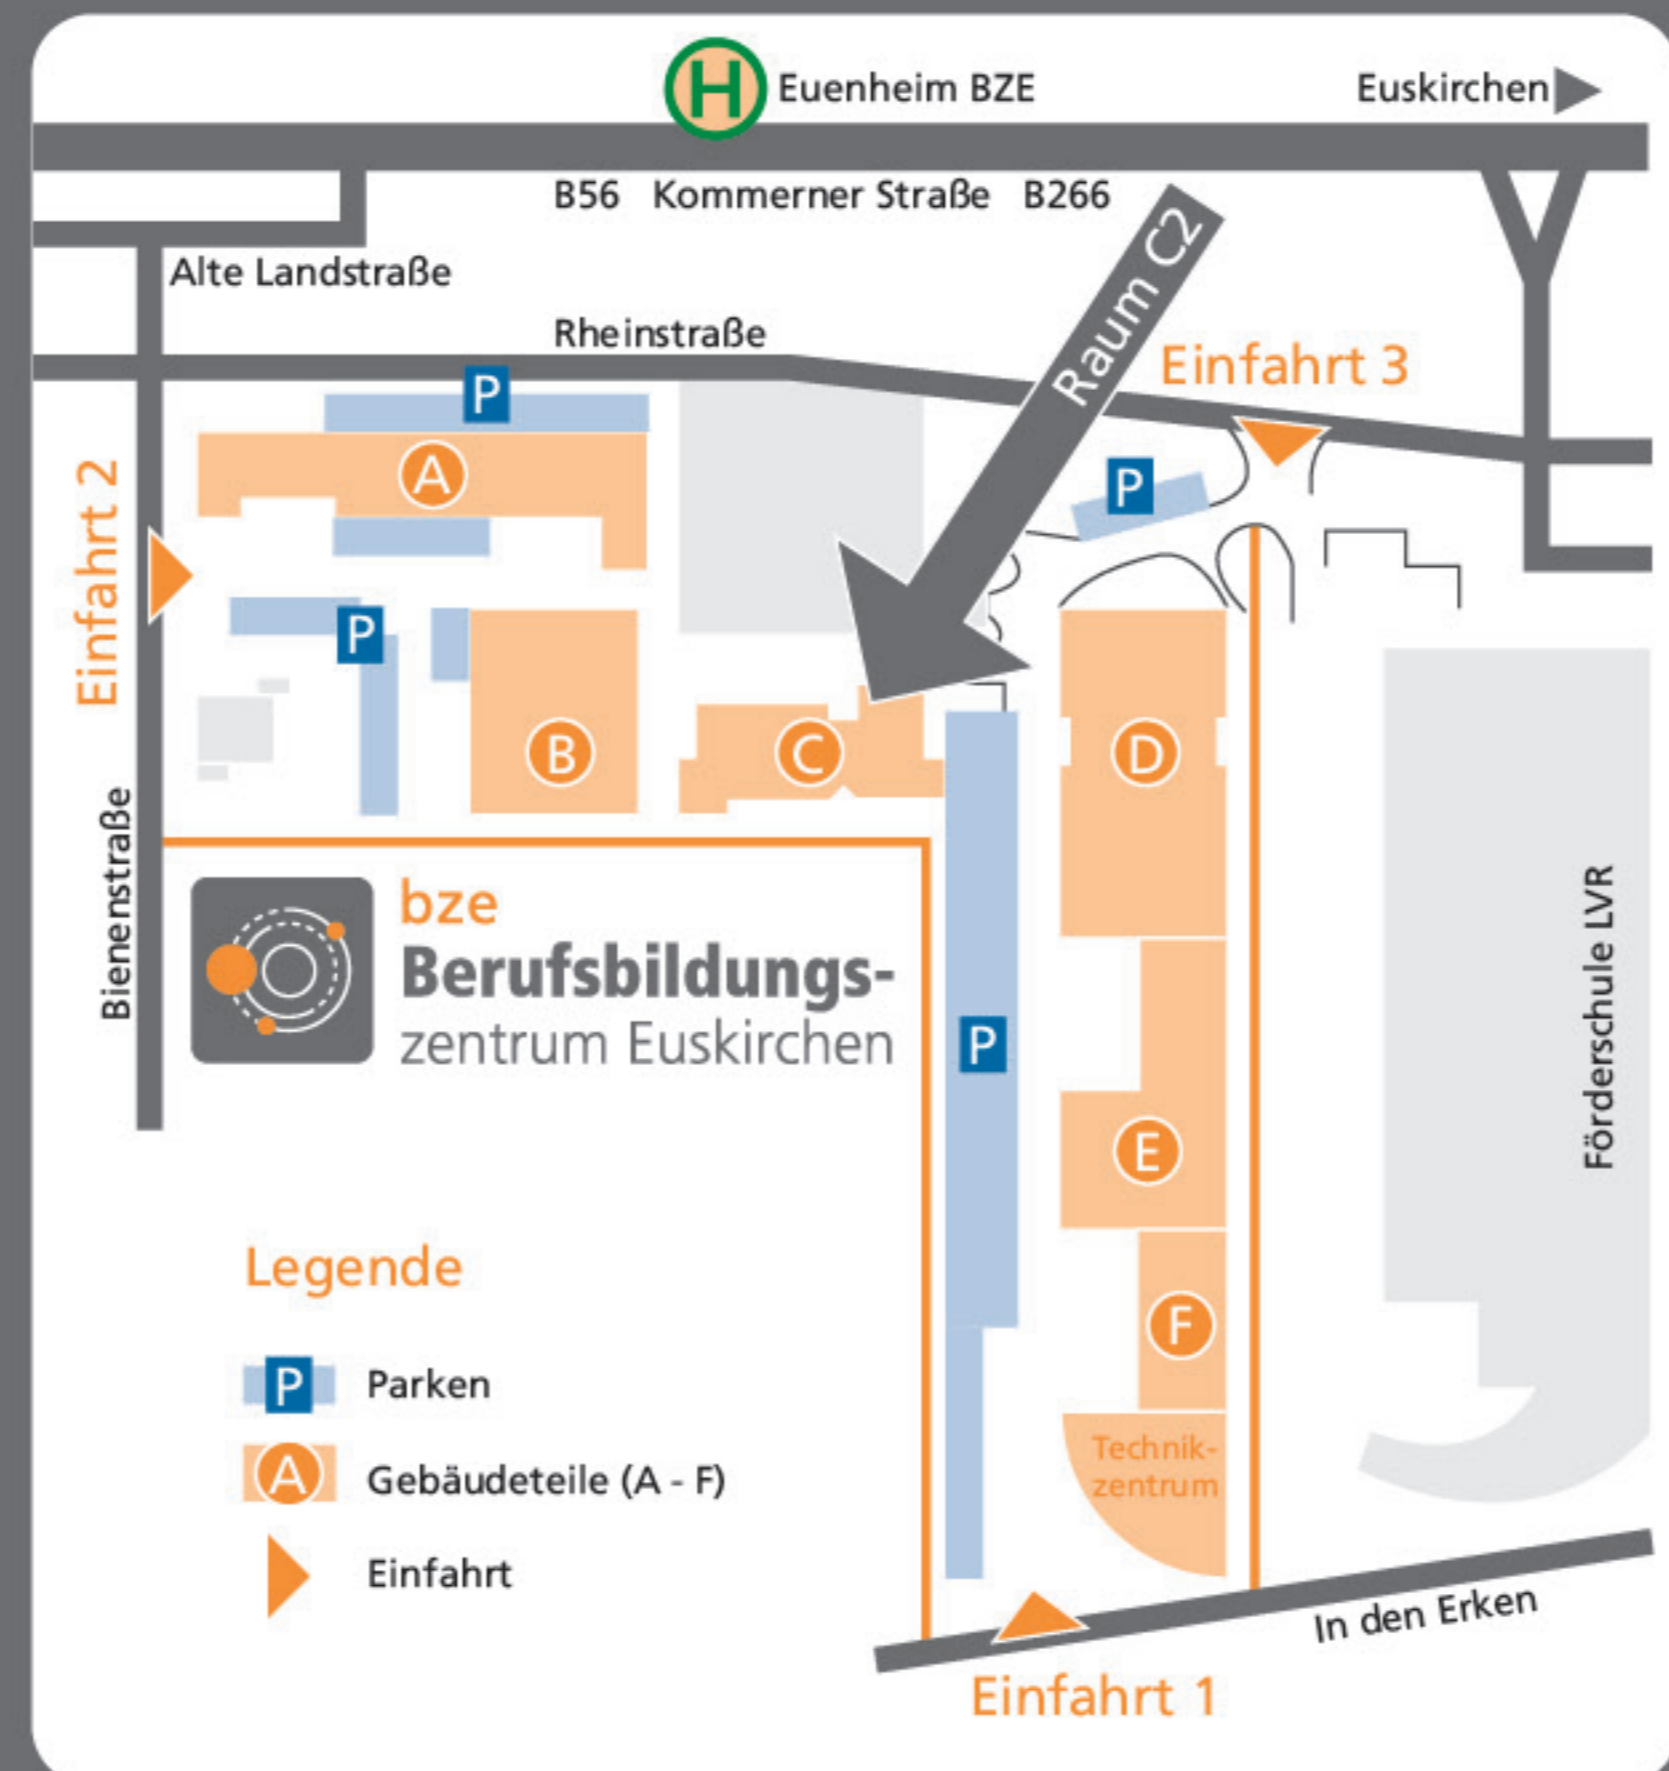 H Euenheim BZE
Euskirchen
B56 Kommerner Straße B266
Alte Landstraße
Rheinstraße
Raum C2
Einfahrt 3
P
A
P
Einfahrt 2
P
B
C
D
Bienenstraße
bze
Berufsbildungs-
zentrum Euskirchen
P
E
F
Förderschule LVR
Technik-
zentrum
Legende
P Parken
A Gebäudeteile (A - F)
Einfahrt
In den Erken
Einfahrt 1